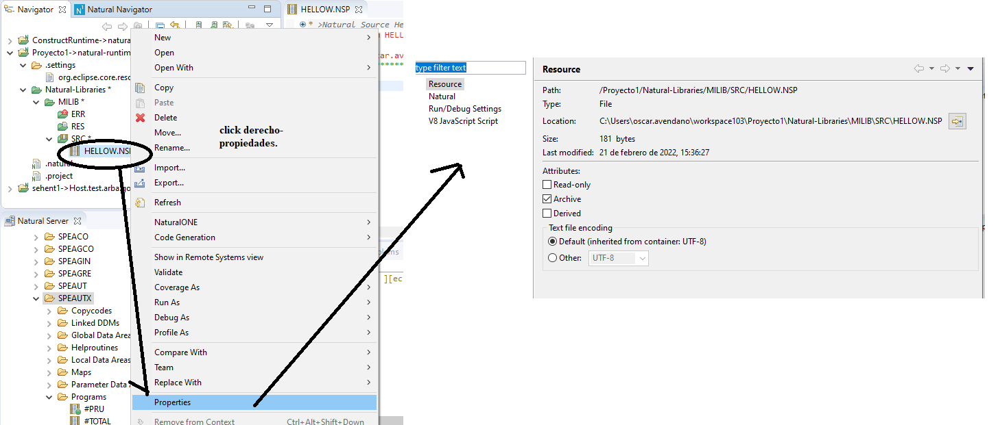 Navigator
Natural Navigator
ConstructRuntime->natura
Proyecto1->natural-runtim
.settings
org.eclipse.core.resc
Natural-Libraries *
MILIB *
ERR
RES
SRC *
HELLOW.NSP
.project
sehent1->Host.test.arba.go
Natural Server
SPEACO
SPEAGCO
SPEAGIN
SPEAGRE
SPEAUT
SPEAUTX
Copycodes
Linked DDMs
Global Data Area
Helproutines
Local Data Areas
Maps
Parameter Data
Programs
#PRU
#TOTAL
New
Open
Open With
Copy
Paste
Delete
Move...
Rename...
Import...
Export...
Refresh
NaturalONE
Code Generation
Show in Remote Systems view
Validate
Coverage As
Run As
Debug As
Profile As
Compare With
Team
Replace With
Properties
Remove from Context Ctrl+Alt+Shift+Down
click derecho-
propiedades.
HELLOW.NSP
* >Natural Source He
HELL
ar.av
][ec
type filter text
Resource
Natural
Run/Debug Settings
V8 JavaScript Script
Resource
Path: /Proyecto1/Natural-Libraries/MILIB/SRC/HELLOW.NSP
Type: File
Location: C:\Users\oscar.avendano\workspace103\Proyecto1\Natural-Libraries\MILIB\SRC\HELLOW.NSP
Size: 181 bytes
Last modified: 21 de febrero de 2022, 15:36:27
Attributes:
Read-only
Archive
Derived
Text file encoding
Default (inherited from container: UTF-8)
Other: UTF-8